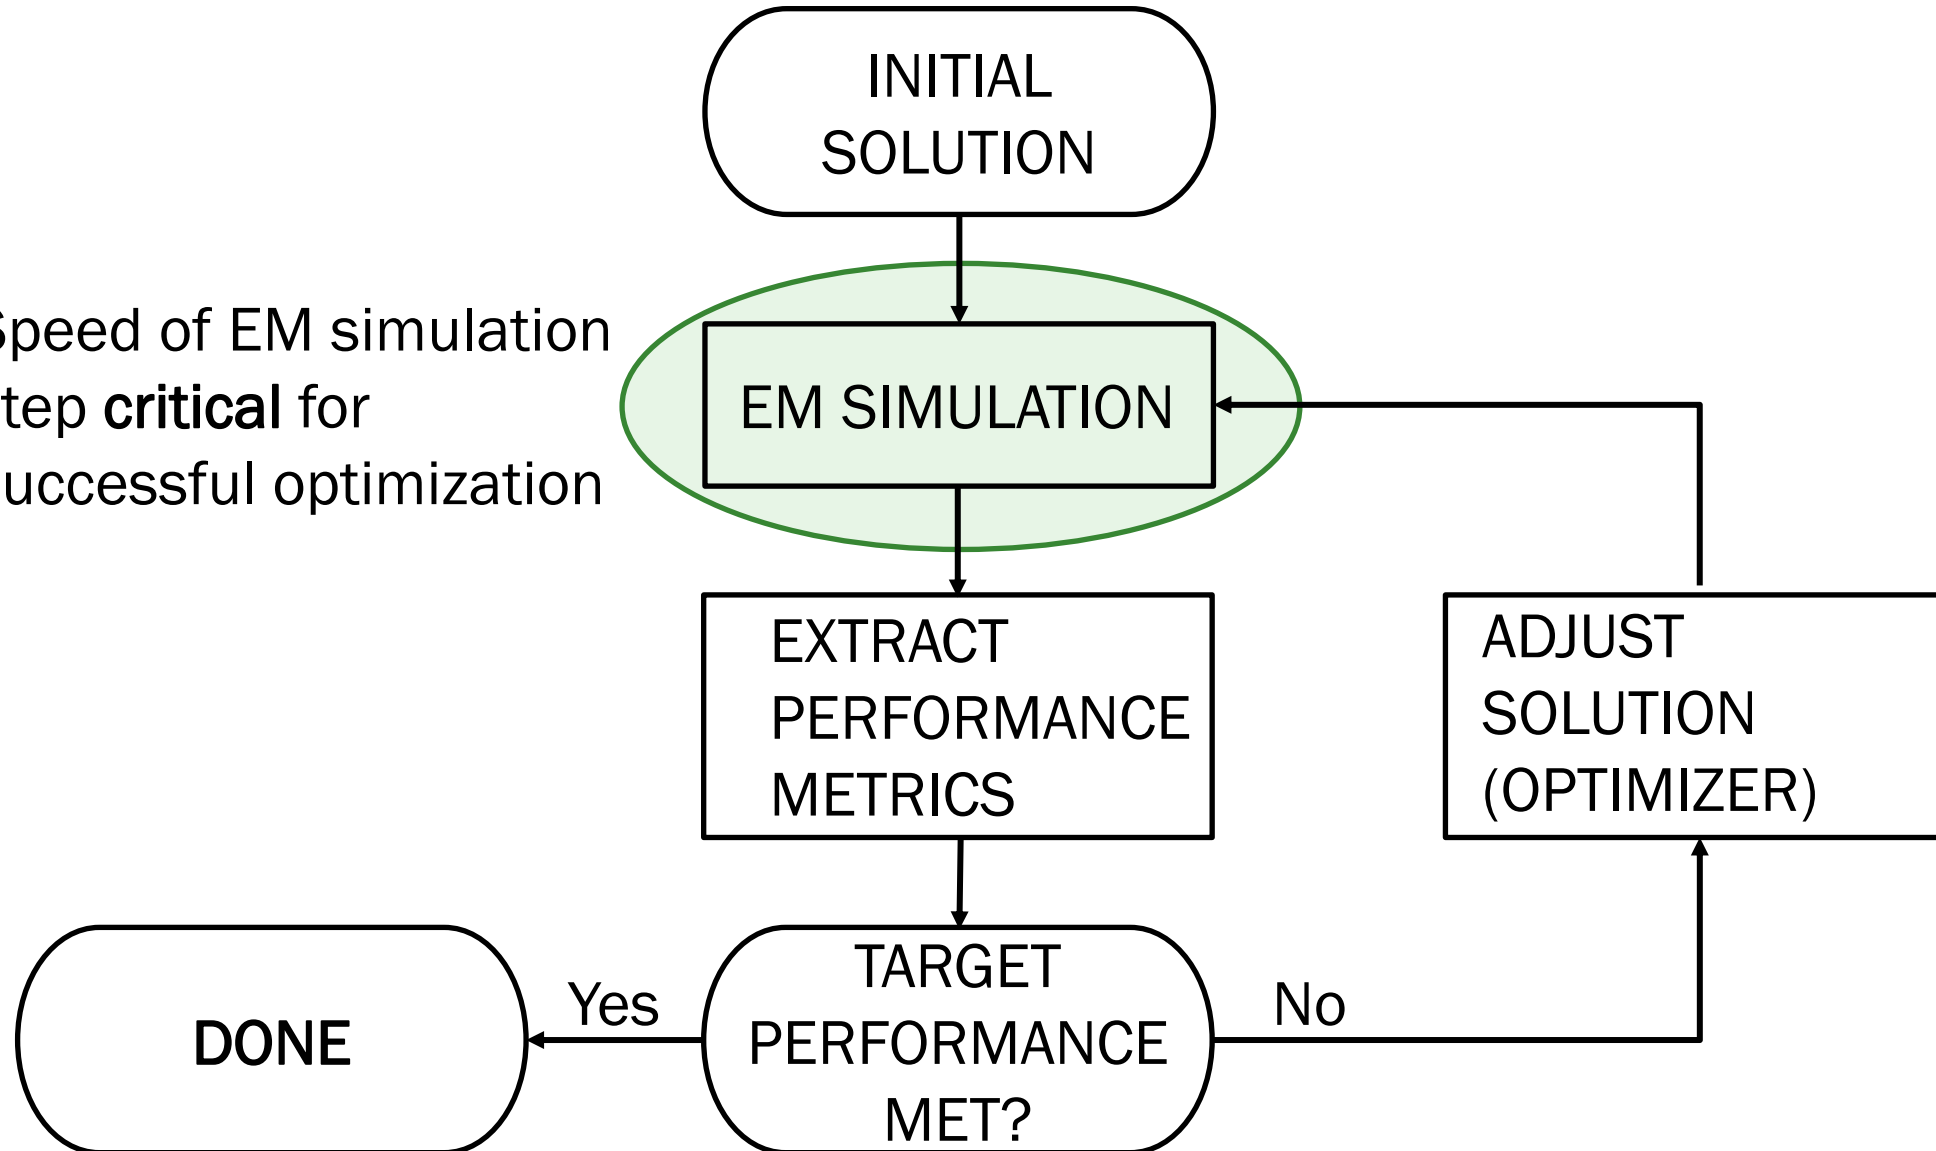 INITIAL
SOLUTION
Speed of EM simulation
tep critical for
uccessful optimization
EM SIMULATION
EXTRACT
PERFORMANCE
METRICS
ADJUST
SOLUTION
(OPTIMIZER)
DONE
Yes
TARGET
PERFORMANCE
MET?
No